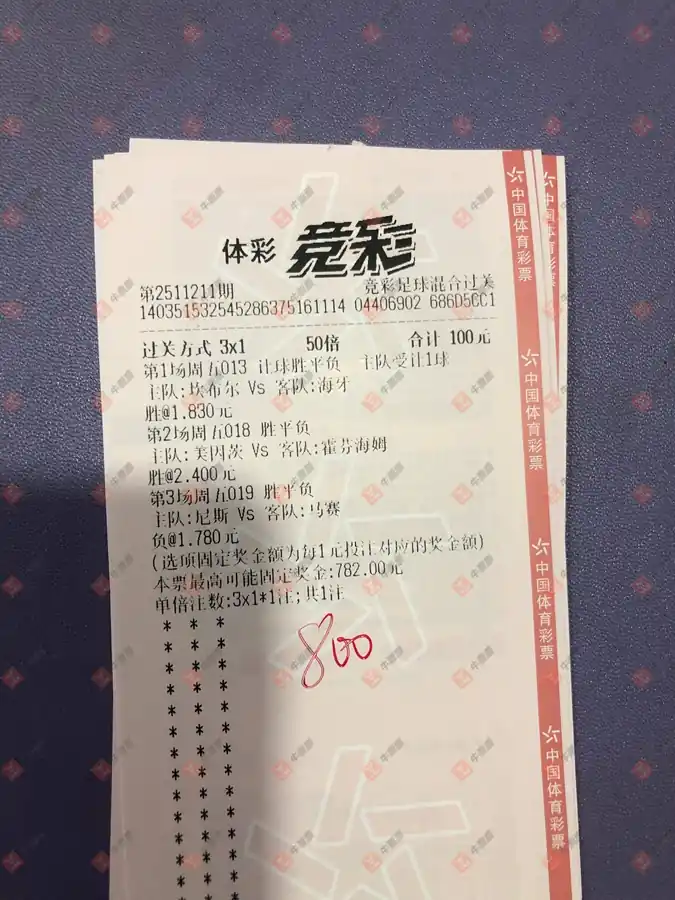 体彩 竞彩
第2511211期 竞彩足球混合过关
140351532545286375161114 04406902 686D5CC1
过关方式 3x1 50倍 合计 100元
第1场周五013 让球胜平负 主队受让1球
主队:坎布尔 Vs 客队:海牙
胜@1.830元
第2场周五018 胜平负
主队:美因茨 Vs 客队:霍芬海姆
胜@2.400元
第3场周五019 胜平负
主队:尼斯 Vs 客队:马赛
负@1.780元
(选项固定奖金额为每1元投注对应的奖金额)
本票最高可能固定奖金:782.00元
单倍注数:3x1*1注;共1注
800
中国体育彩票
中国体育彩票
中国体育彩票
中国体育彩票